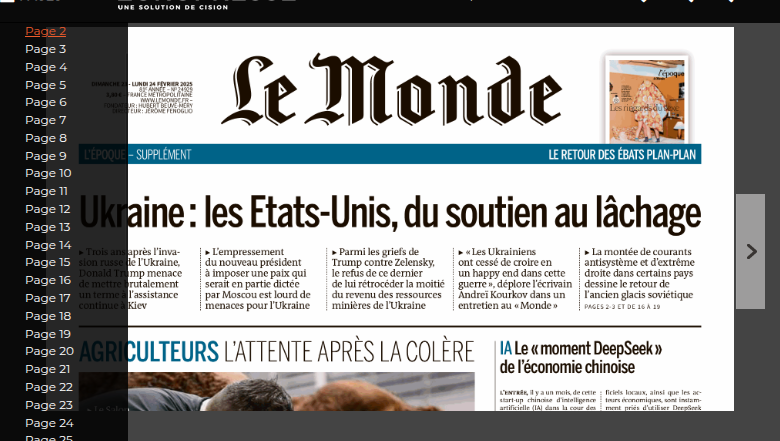 UNE SOLUTION DE CISION
Page 2
Page 3
Page 4
Page 5
Page 6
Page 7
Page 8
Page 9
Page 10
Page 11
Page 12
Page 13
Page 14
Page 15
Page 16
Page 17
Page 18
Page 19
Page 20
Page 21
Page 22
Page 23
Page 24
Page 25
DIMANCHE 23 - LUNDI 24 FÉVRIER 2025
81E ANNÉE – NO 24929
FRANCE MÉTROPOLITAINE
WWW.LEMONDE.FR –
FONDATEUR : HUBERT BEUVE-MÉRY
DIRECTEUR : JÉRÔME FENOGLIO
Le Monde
L'époque
Les ringards du sexe
L'ÉPOQUE – SUPPLÉMENT
LE RETOUR DES ÉBATS PLAN-PLAN
Ukraine : les Etats-Unis, du soutien au lâchage
▸ Trois ans après l'inva-
sion russe de l'Ukraine,
Donald Trump menace
de mettre brutalement
un terme à l'assistance
continue à Kiev
▸ L'empressement
du nouveau président
à imposer une paix qui
serait en partie dictée
par Moscou est lourd de
menaces pour l'Ukraine
▸ Parmi les griefs de
Trump contre Zelensky,
le refus de ce dernier
de lui rétrocéder la moitié
du revenu des ressources
minières de l'Ukraine
▸ « Les Ukrainiens
ont cessé de croire en
un happy end dans cette
guerre », déplore l'écrivain
Andreï Kourkov dans un
entretien au « Monde »
▸ La montée de courants
antisystème et d'extrême
droite dans certains pays
dessine le retour de
l'ancien glacis soviétique
PAGES 2-3 ET DE 16 À 19
AGRICULTEURS L'ATTENTE APRÈS LA COLÈRE
▸ Le Salon
IA Le « moment DeepSeek »
de l'économie chinoise
L'ENTRÉE, il y a un mois, de cette
start-up chinoise d'intelligence
artificielle (IA) dans la cour des
ficiels locaux, ainsi que les ac-
teurs économiques, sont instam-
ment priés d'utiliser DeepSeek